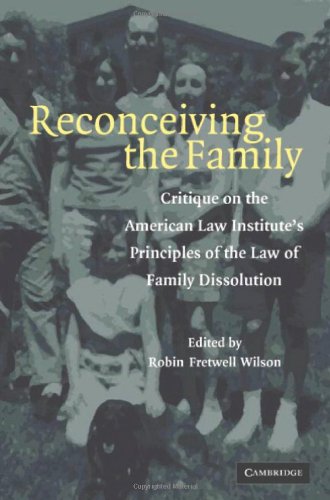 Reconceiving
the Family
Critique on the
American Law Institute's
Principles of the Law of
Family Dissolution
Edited by
Robin Fretwell Wilson
CAMBRIDGE